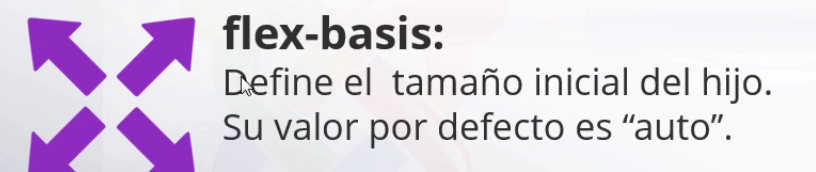 flex-basis:
Define el  tamaño inicial del hijo.
Su valor por defecto es “auto”.